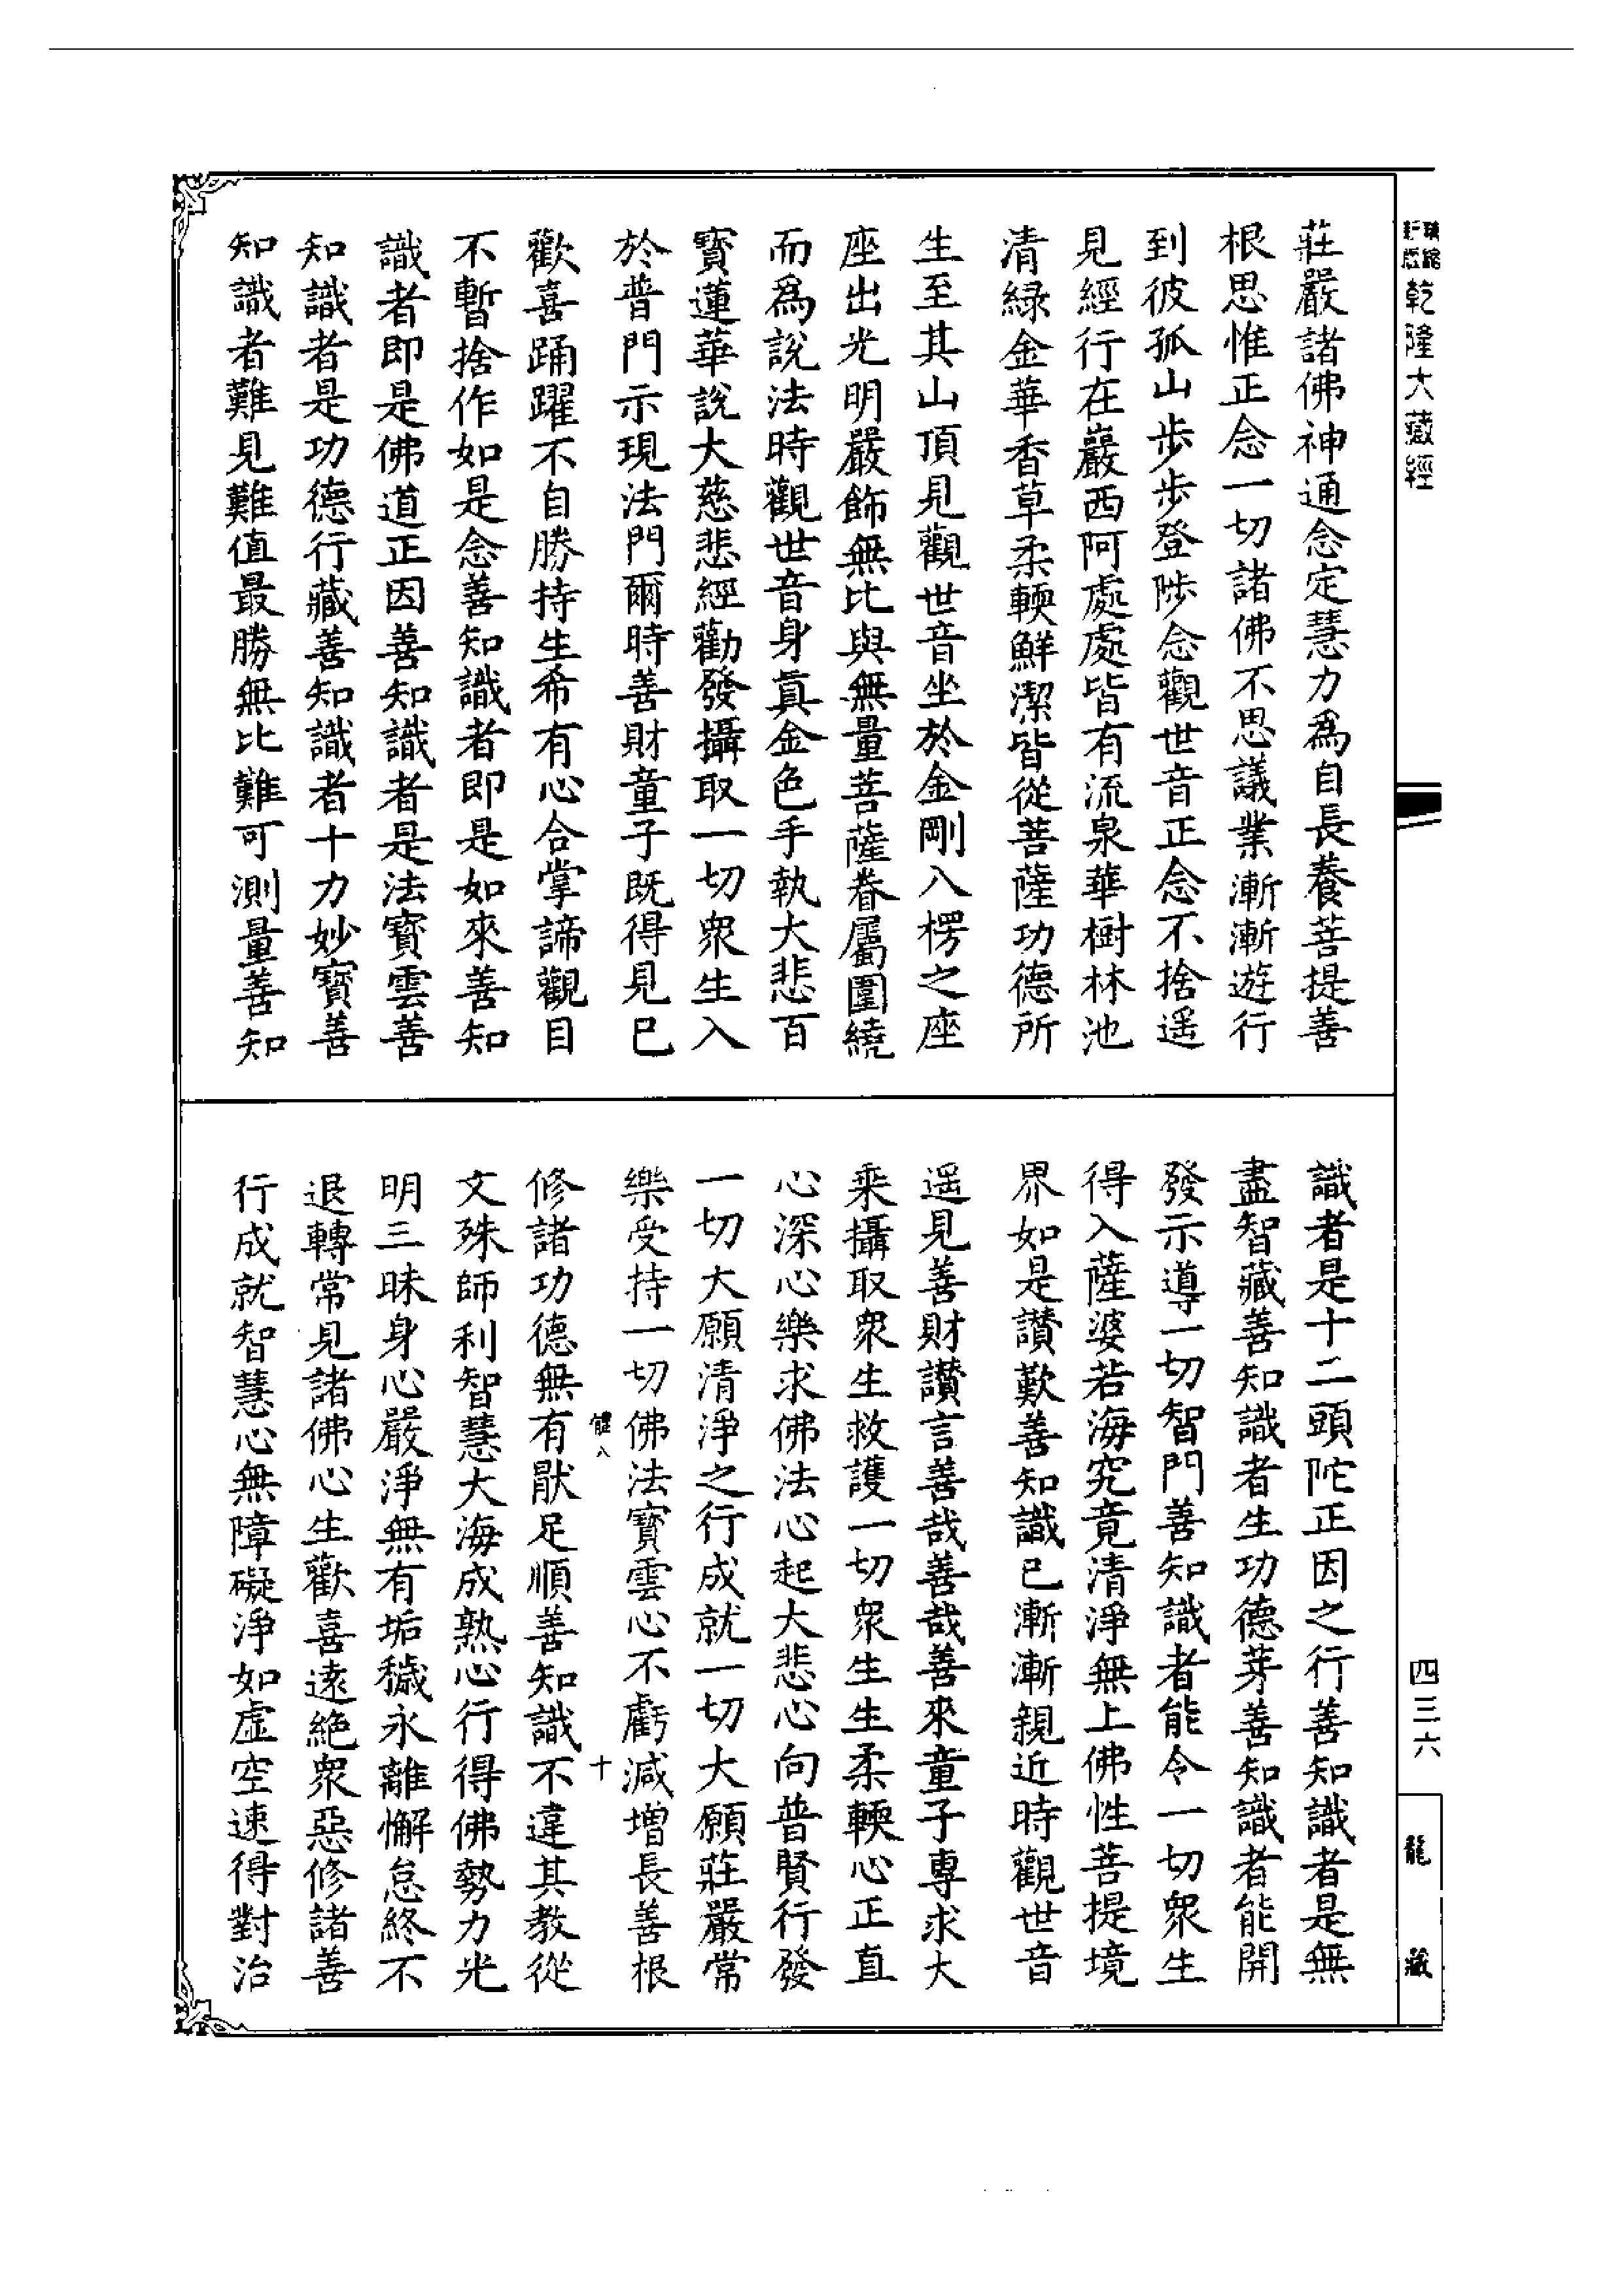 乾隆大藏經
莊嚴諸佛神通念定慧力爲自長養菩提善
根思惟正念一切諸佛不思議業漸漸遊行
到彼孤山步步登陟念觀世音正念不捨遥
見經行在巖西阿處處皆有流泉華樹林池
清緑金華香草柔輭鮮潔皆從菩薩功德所
生至其山頂見觀世音坐於金剛八楞之座
座出光明嚴飾無比與無量菩薩眷屬圍繞
而爲說法時觀世音身真金色手執大悲百
寳蓮華說大慈悲經勸發攝取一切衆生入
於普門示現法門爾時善財童子既得見已
歡喜踊躍不自勝持生希有心合掌諦觀目
不暫捨作如是念善知識者即是如來善知
識者即是佛道正因善知識者是法寳雲善
知識者是功德行藏善知識者十力妙寳善
知識者難見難值最勝無比難可測量善知
識者是十二頭陀正因之行善知識者是無
盡智藏善知識者生功德芽善知識者能開
發示導一切智門善知識者能令一切衆生
得入薩婆若海究竟清淨無上佛性菩提境
界如是讃歎善知識已漸漸親近時觀世音
遥見善財讃言善哉善哉善來童子專求大
乗攝取衆生救護一切衆生生柔輭心正直
心深心樂求佛法心起大悲心向普賢行發
一切大願清淨之行成就一切大願莊嚴常
樂受持一切佛法寳雲心不虧減增長善根
體八
十
修諸功德無有猒足順善知識不違其教從
文殊師利智慧大海成熟心行得佛勢力光
明三昧身心嚴淨無有垢穢永離懈怠終不
退轉常見諸佛心生歡喜遠絶衆惡修諸善
行成就智慧心無障礙淨如虚空速得對治
四三六
龍藏